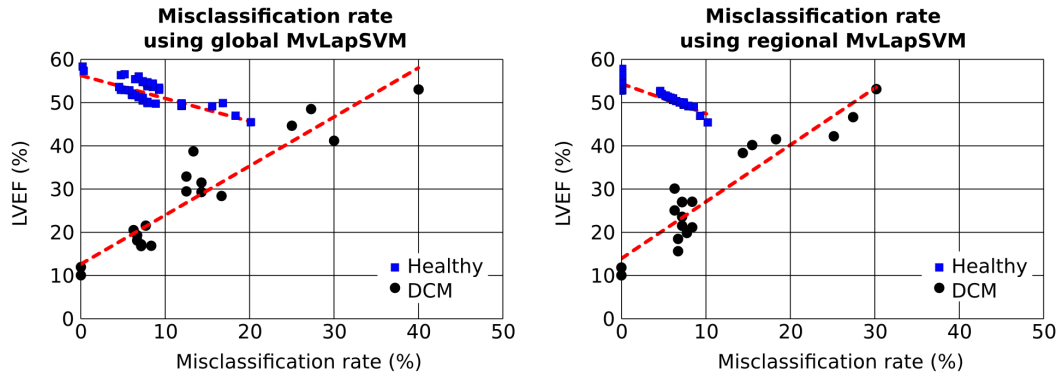 Misclassification rate
using global MvLapSVM
LVEF (%)
60
50
40
30
20
10
0
0 10 20 30 40 50
Misclassification rate (%)
Healthy
DCM
Misclassification rate
using regional MvLapSVM
LVEF (%)
60
50
40
30
20
10
0
0 10 20 30 40 50
Misclassification rate (%)
Healthy
DCM